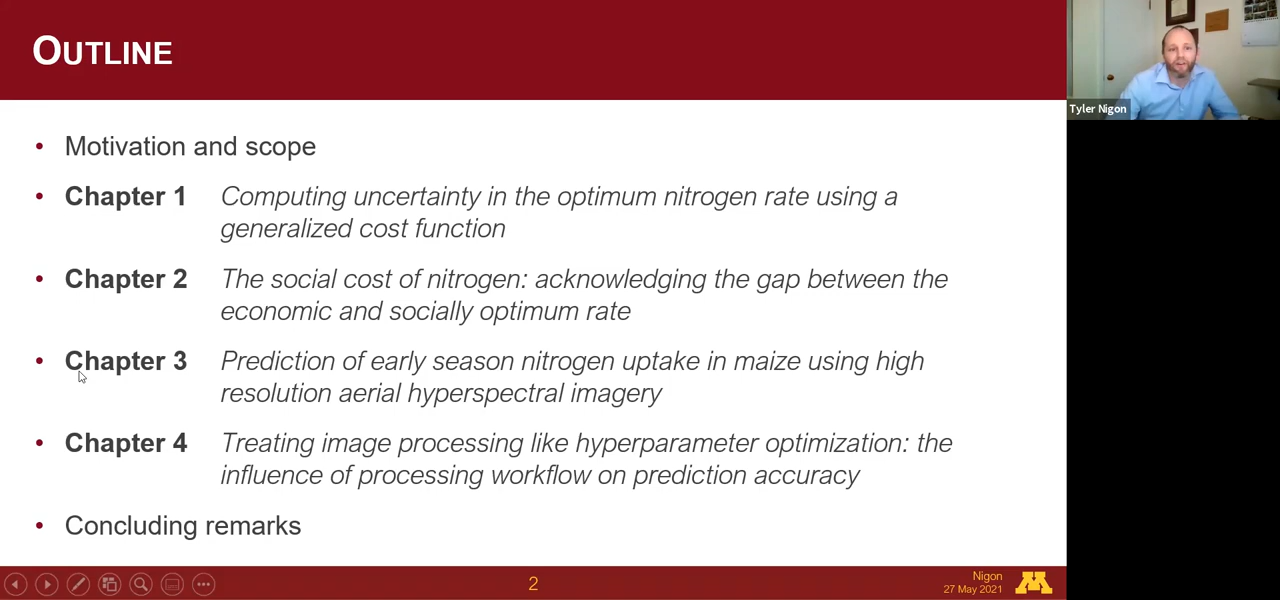 OUTLINE
Tyler Nigon
• Motivation and scope
• Chapter 1 Computing uncertainty in the optimum nitrogen rate using a
generalized cost function
• Chapter 2 The social cost of nitrogen: acknowledging the gap between the
economic and socially optimum rate
• Chapter 3 Prediction of early season nitrogen uptake in maize using high
resolution aerial hyperspectral imagery
• Chapter 4 Treating image processing like hyperparameter optimization: the
influence of processing workflow on prediction accuracy
• Concluding remarks
2
Nigon
27 May 2021
M